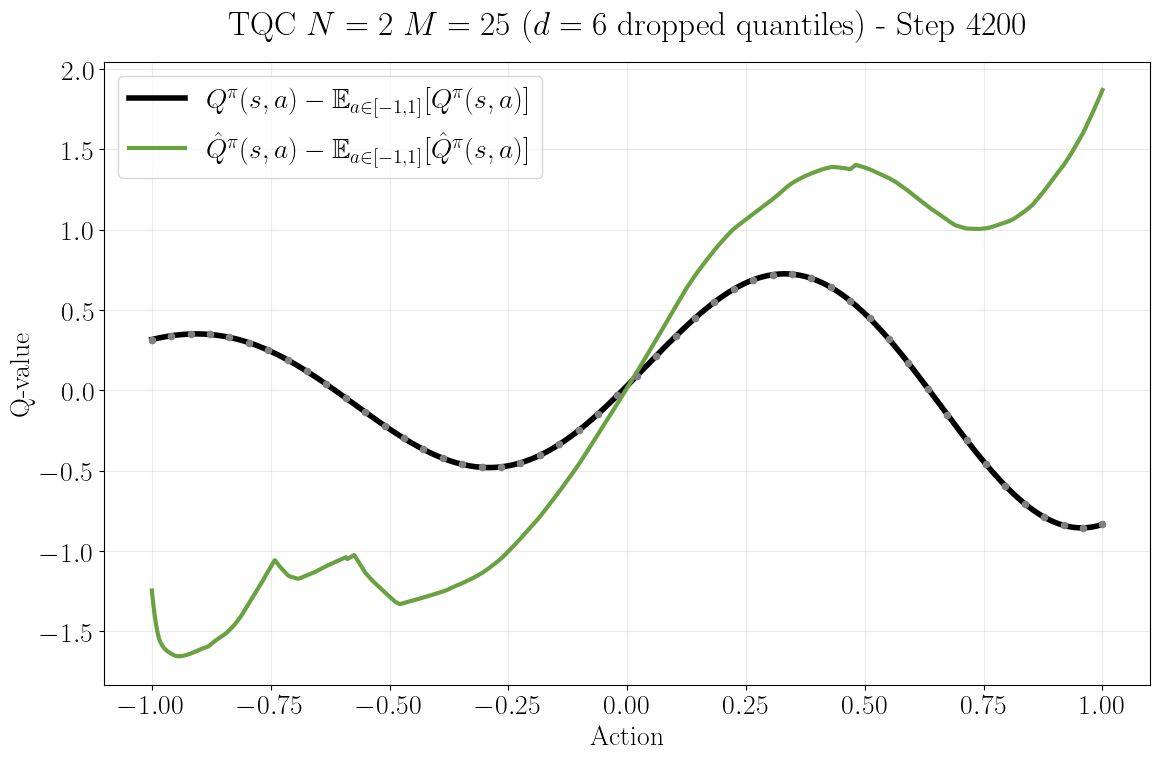 TQC N = 2 M = 25 (d = 6 dropped quantiles) - Step 4200
Q^π(s, a) − 𝔼_{a∈[−1,1]}[Q^π(s, a)]
Q̂^π(s, a) − 𝔼_{a∈[−1,1]}[Q̂^π(s, a)]
2.0
1.5
1.0
0.5
0.0
−0.5
−1.0
−1.5
Q-value
−1.00 −0.75 −0.50 −0.25 0.00 0.25 0.50 0.75 1.00
Action